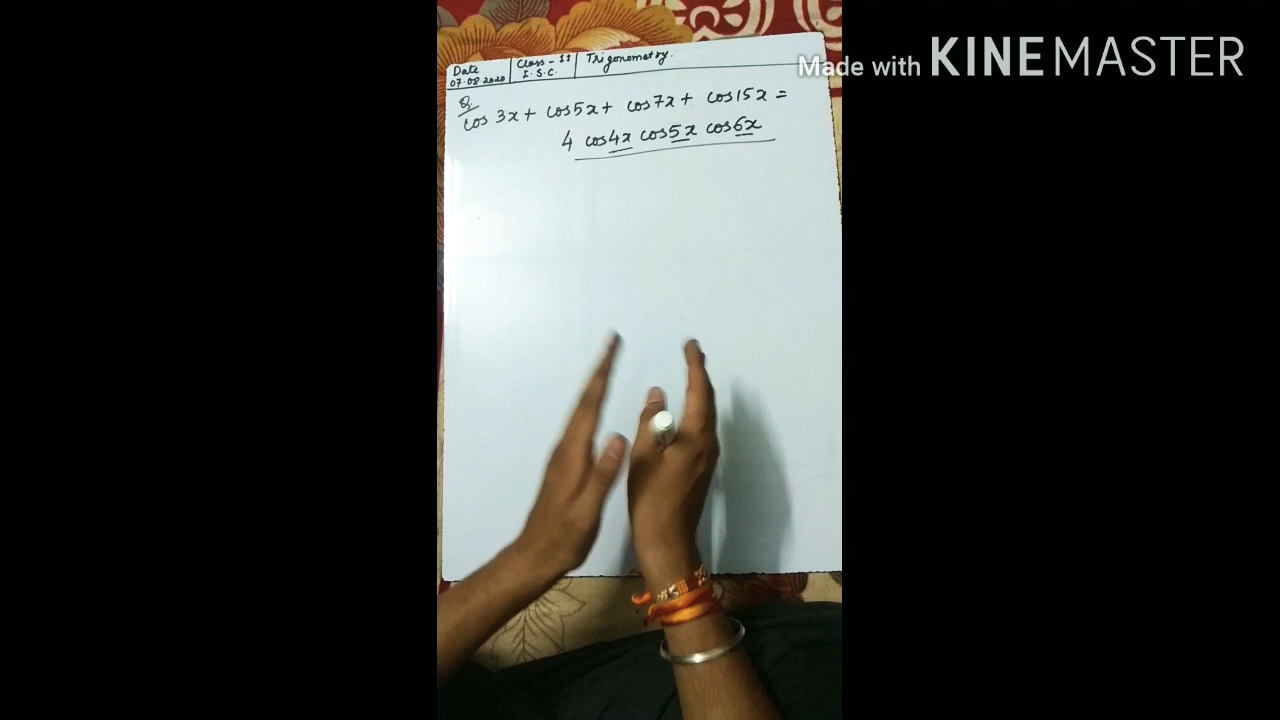 Made with KINEMASTER
Date
07.08.2020
Class - 11
I.S.C.
Trigonometry.
Q.
cos 3x + cos5x + cos7x + cos15x =
4 cos4x cos5x cos6x